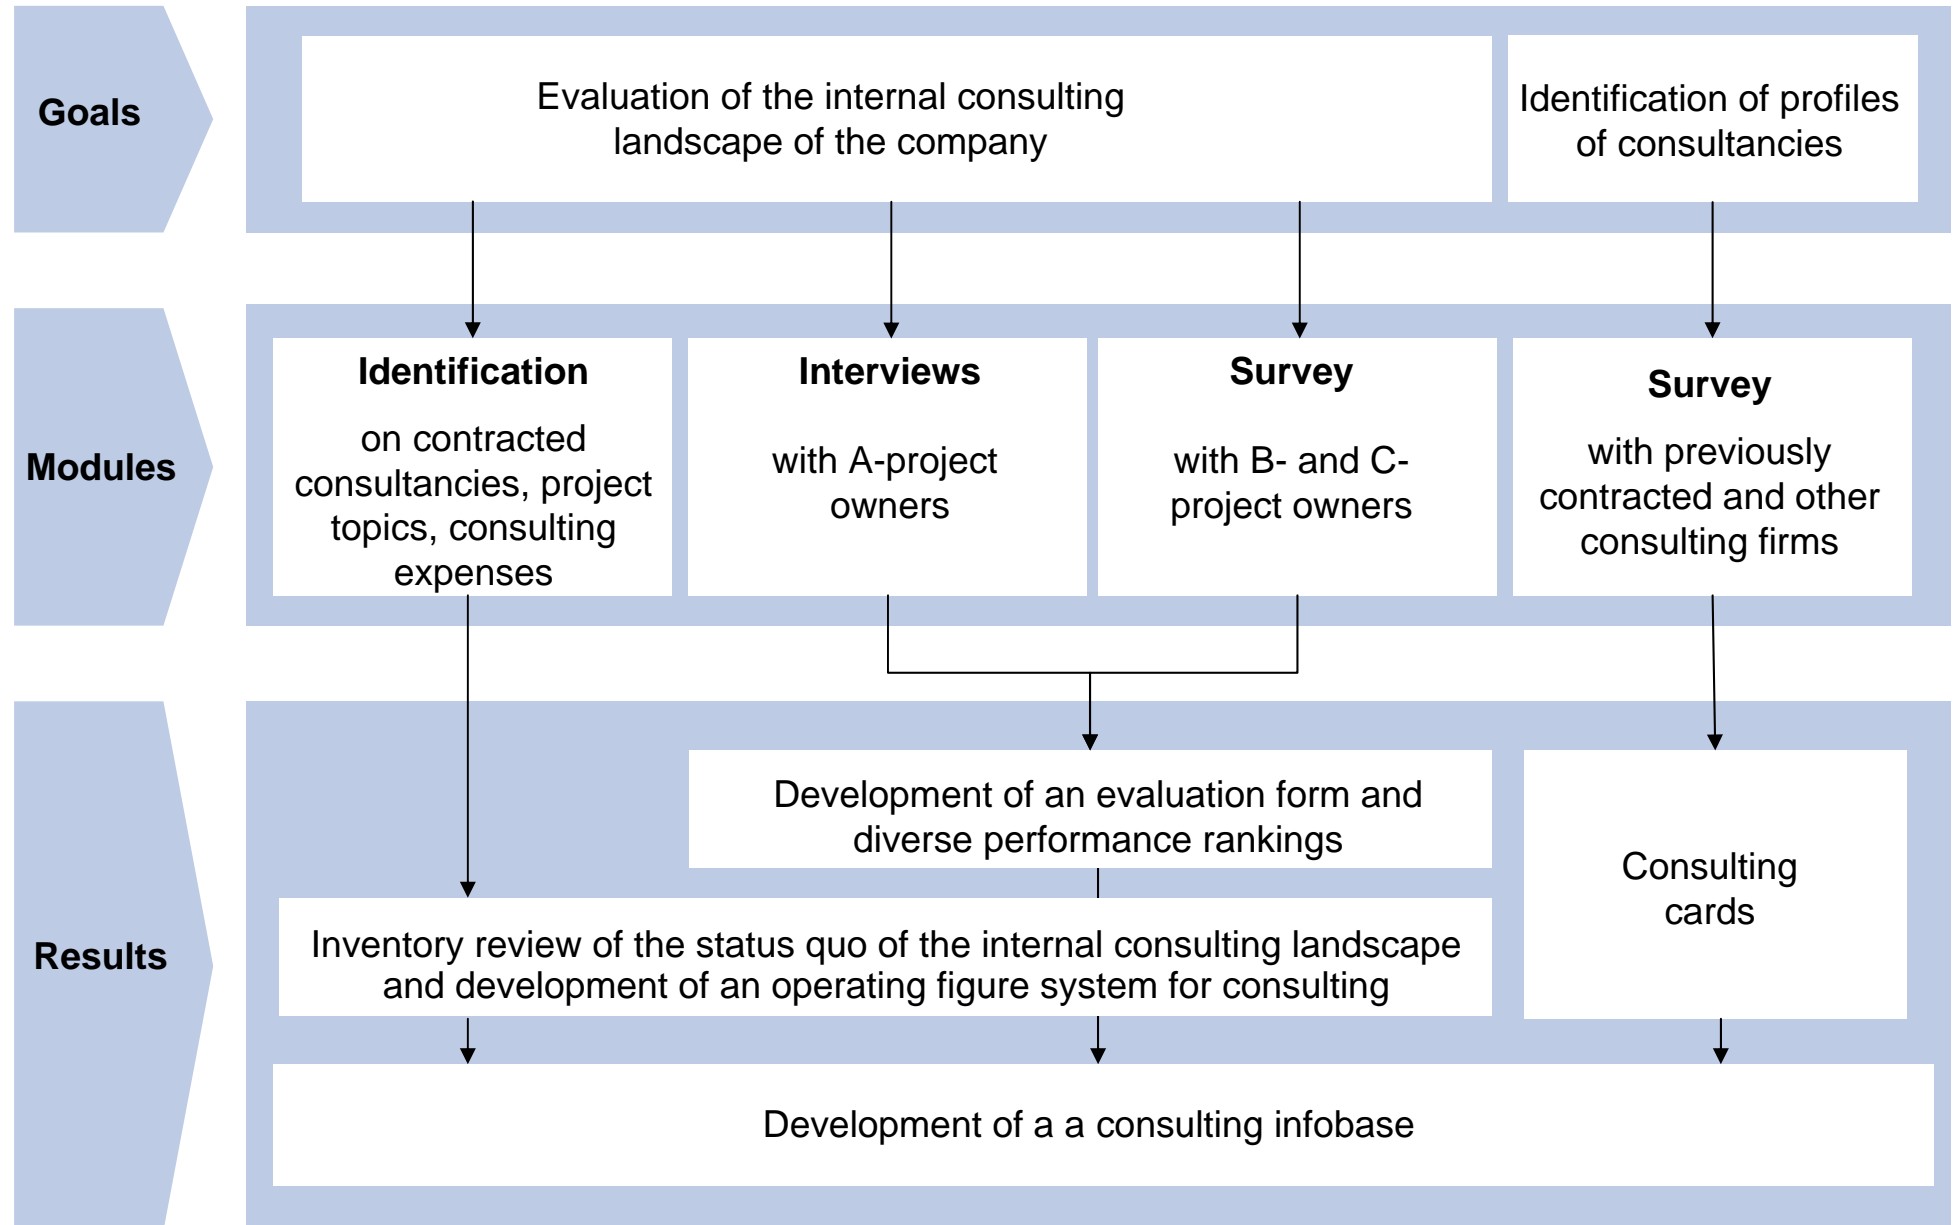 Goals
Evaluation of the internal consulting
landscape of the company
Identification of profiles
of consultancies
Modules
Identification
on contracted
consultancies, project
topics, consulting
expenses
Interviews
with A-project
owners
Survey
with B- and C-
project owners
Survey
with previously
contracted and other
consulting firms
Results
Development of an evaluation form and
diverse performance rankings
Inventory review of the status quo of the internal consulting landscape
and development of an operating figure system for consulting
Consulting
cards
Development of a a consulting infobase